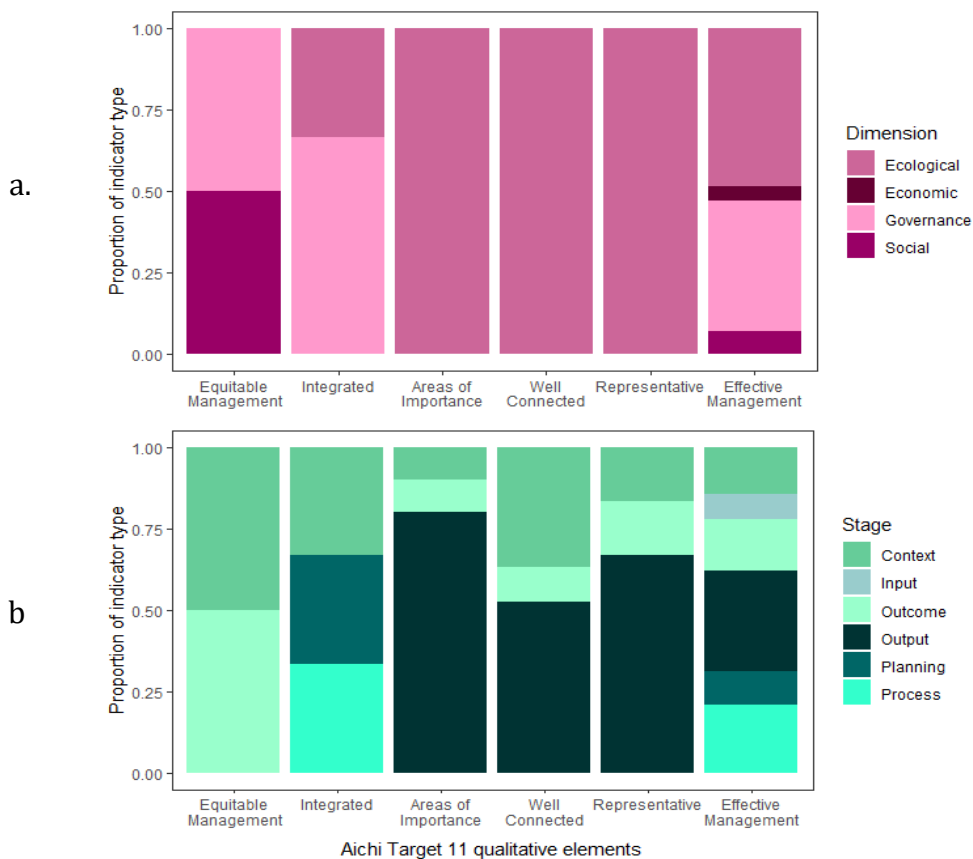 a.
Proportion of indicator type
1.00
0.75
0.50
0.25
0.00
Equitable
Management
Integrated
Areas of
Importance
Well
Connected
Representative
Effective
Management
Dimension
Ecological
Economic
Governance
Social
b
Proportion of indicator type
1.00
0.75
0.50
0.25
0.00
Equitable
Management
Integrated
Areas of
Importance
Well
Connected
Representative
Effective
Management
Aichi Target 11 qualitative elements
Stage
Context
Input
Outcome
Output
Planning
Process